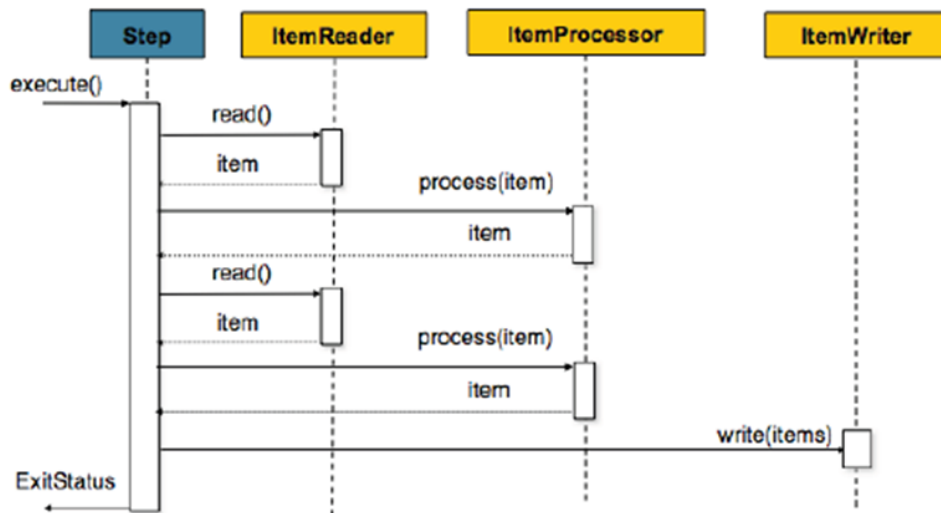 Step
ItemReader
ItemProcessor
ItemWriter
execute()
read()
item
process(item)
item
read()
item
process(item)
item
write(items)
ExitStatus